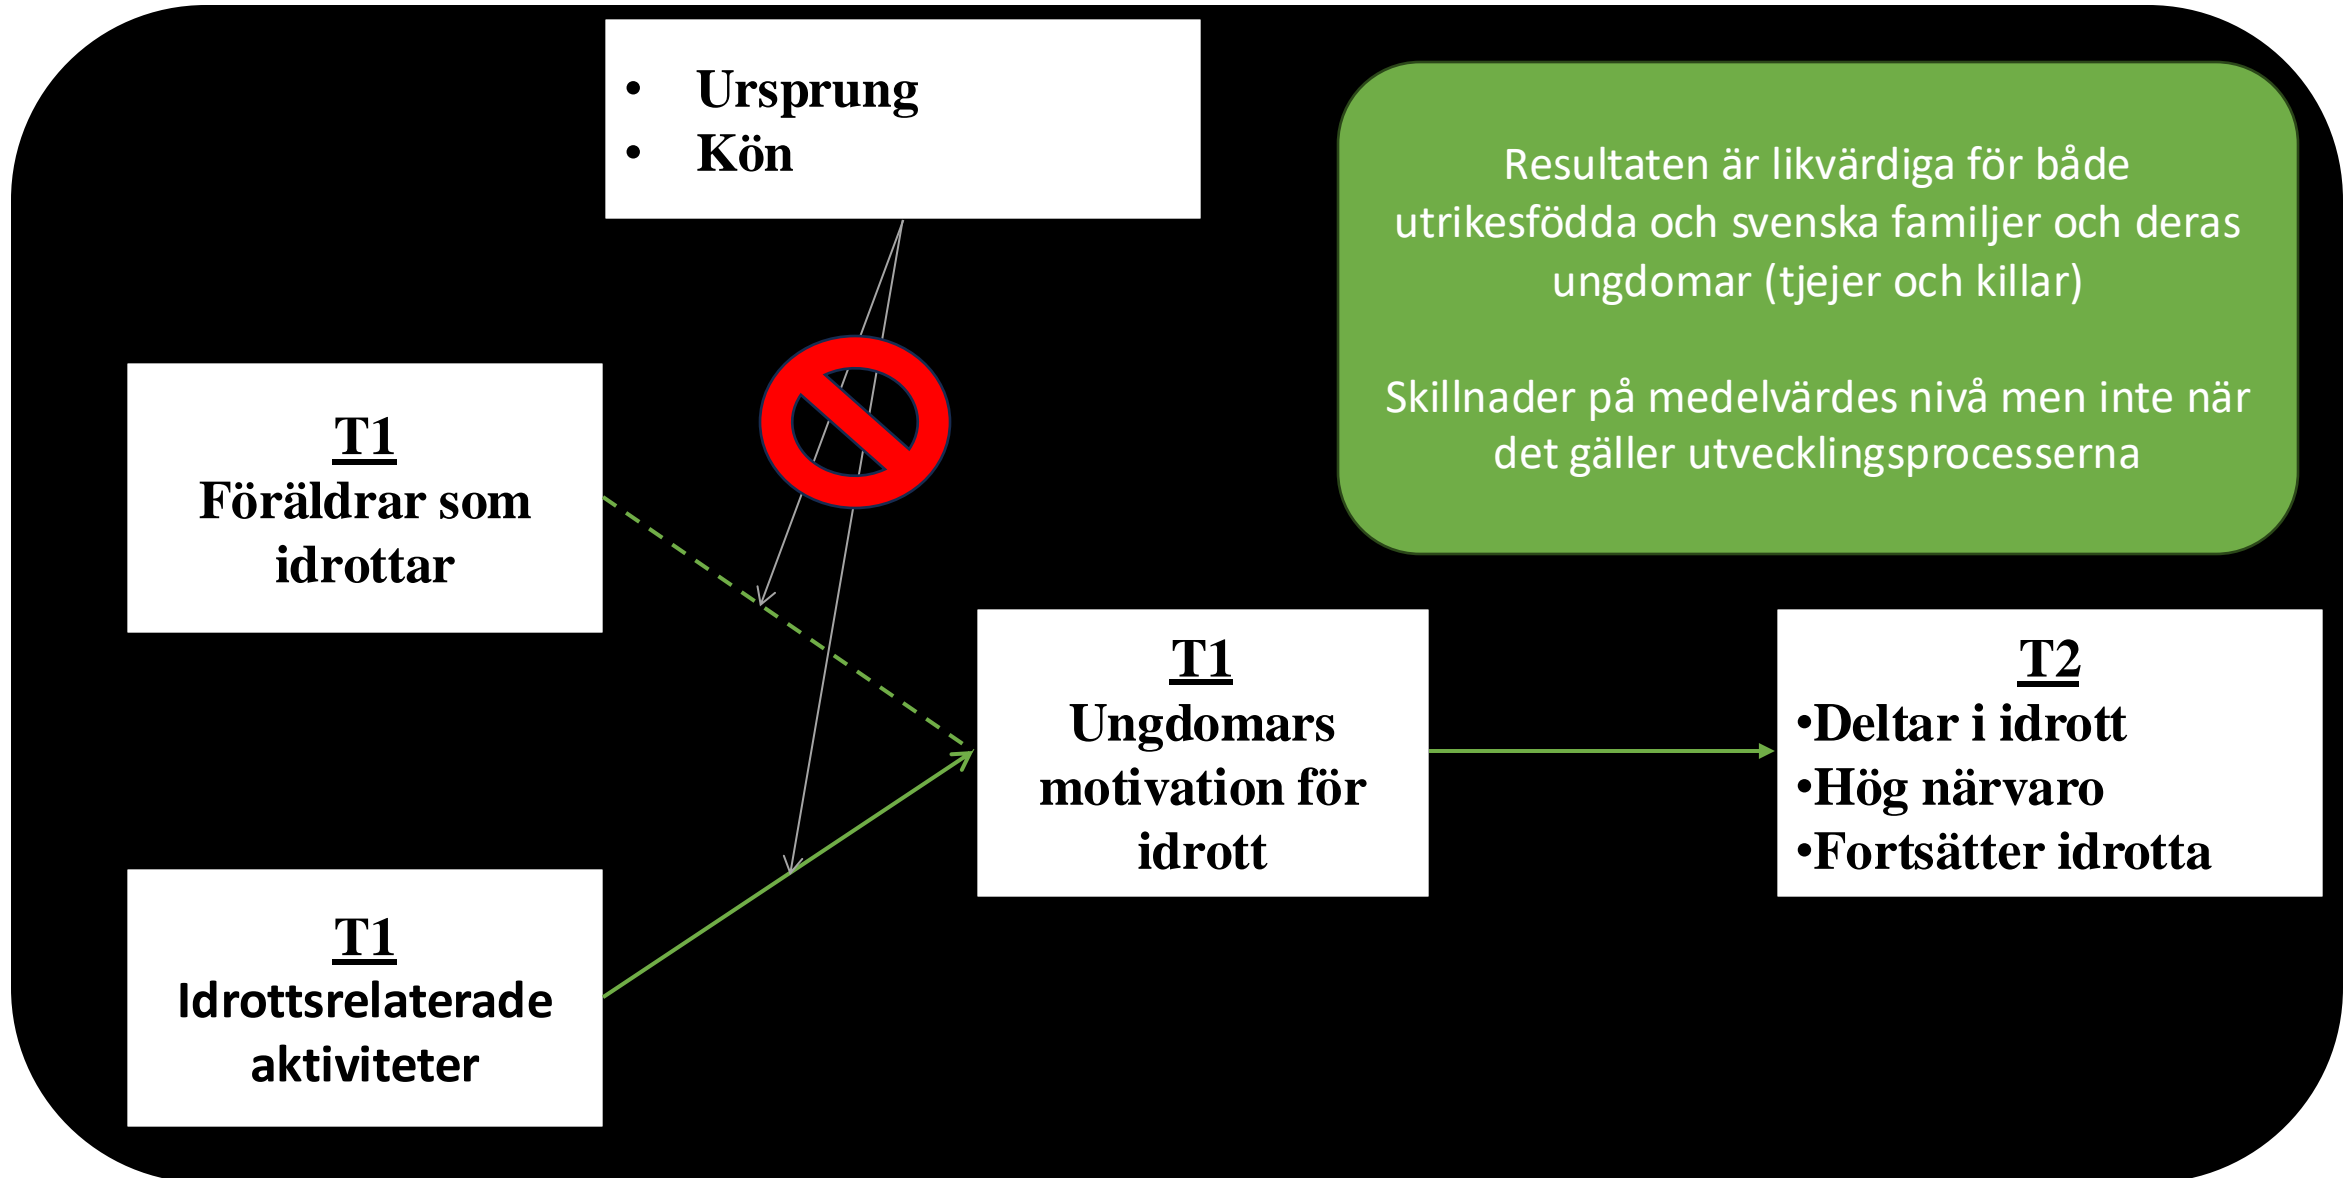 • Ursprung
• Kön
Resultaten är likvärdiga för både
utrikesfödda och svenska familjer och deras
ungdomar (tjejer och killar)
Skillnader på medelvärdes nivå men inte när
det gäller utvecklingsprocesserna
T1
Föräldrar som
idrottar
T1
Ungdomars
motivation för
idrott
T2
•Deltar i idrott
•Hög närvaro
•Fortsätter idrotta
T1
Idrottsrelaterade
aktiviteter